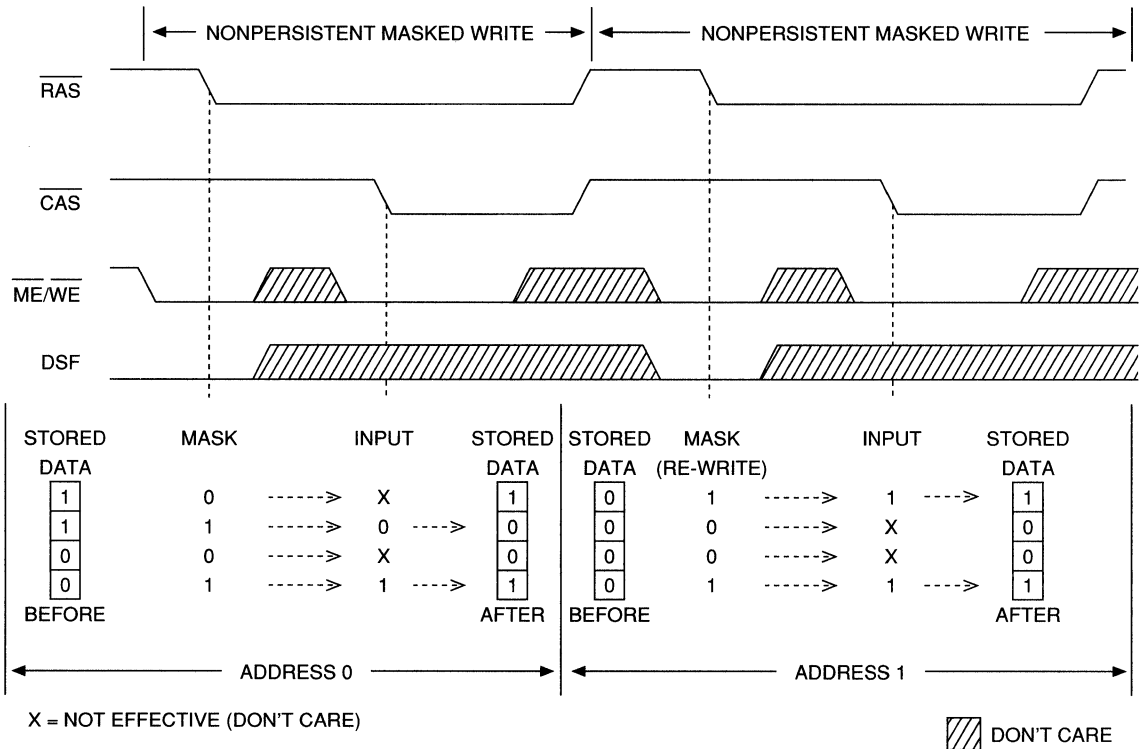 NONPERSISTENT MASKED WRITE NONPERSISTENT MASKED WRITE
RAS
CAS
ME/WE
DSF
STORED MASK INPUT STORED STORED MASK INPUT STORED
DATA DATA DATA (RE-WRITE) DATA
1 0 X 1 0 1 1 1
1 1 0 0 0 0 X 0
0 0 X 0 0 0 X 0
0 1 1 1 0 1 1 1
BEFORE AFTER BEFORE AFTER
ADDRESS 0 ADDRESS 1
X = NOT EFFECTIVE (DON'T CARE)
DON'T CARE